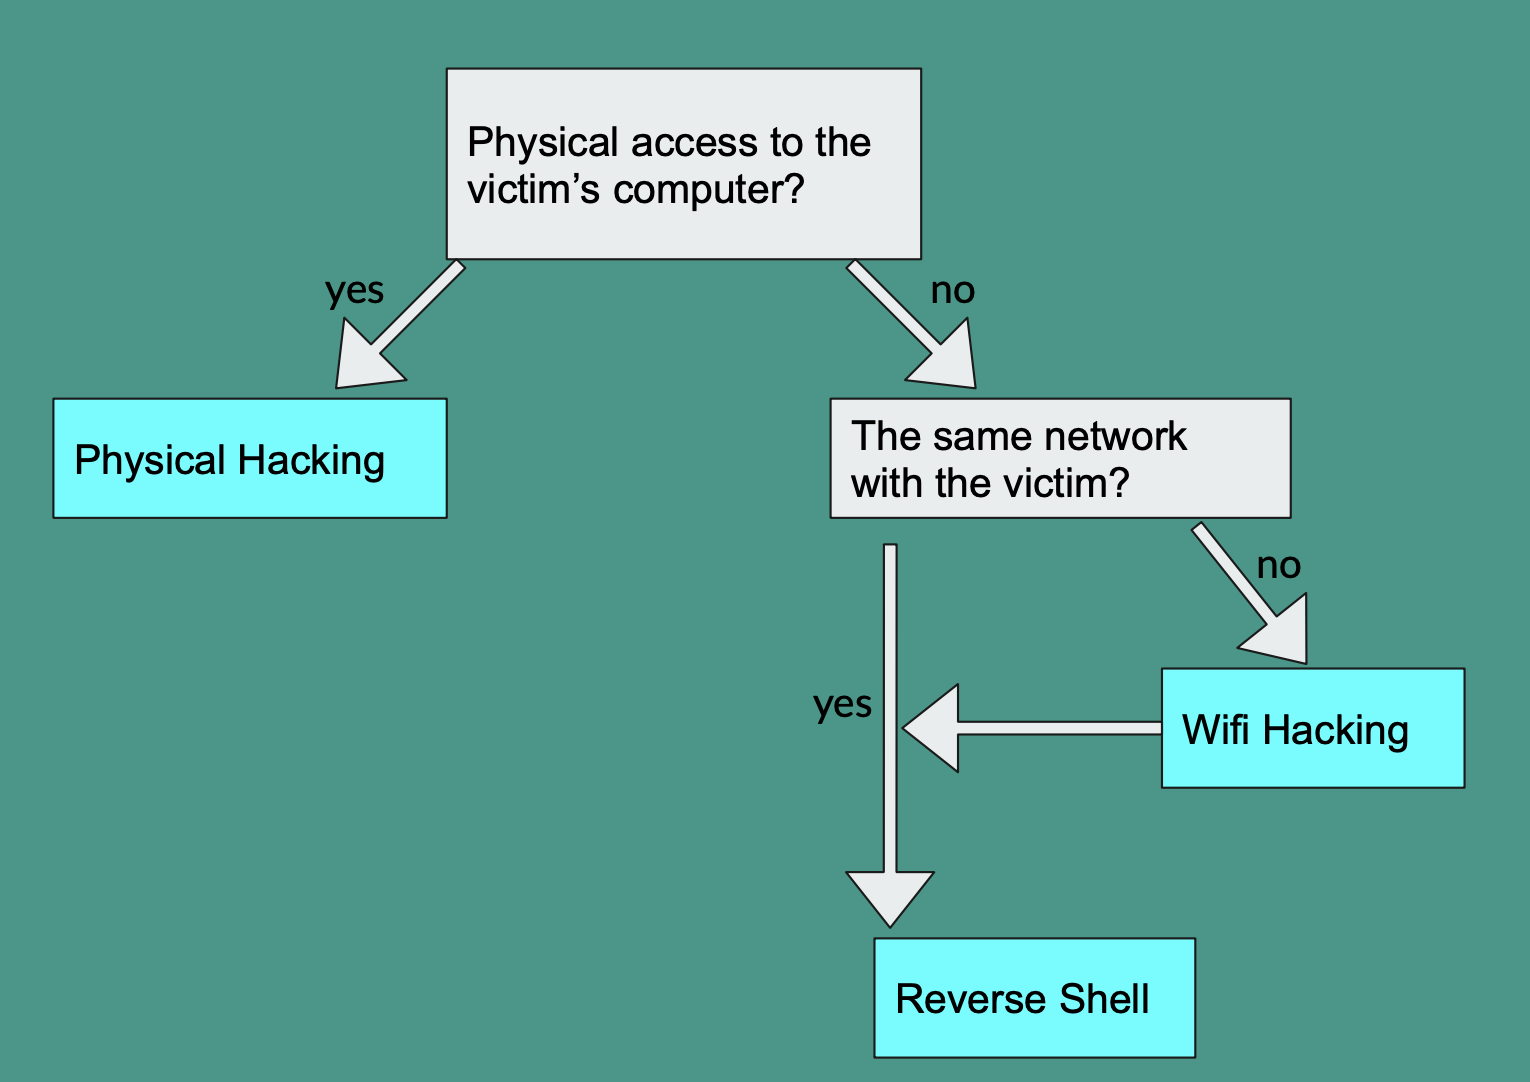 Physical access to the
victim’s computer?
yes
no
Physical Hacking
The same network
with the victim?
no
yes
Wifi Hacking
Reverse Shell